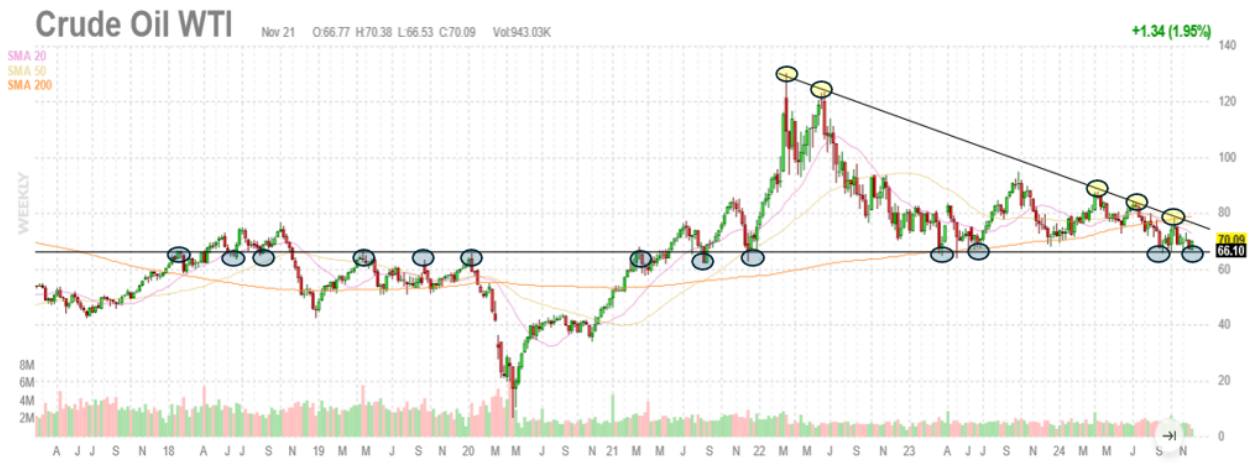 Crude Oil WTI Nov 21 O:66.77 H:70.38 L:66.53 C:70.09 Vol:943.03K +1.34 (1.95%)
SMA 20
SMA 50
SMA 200
WEEKLY
140
120
100
80
70.09
66.10
60
40
20
0
8M
6M
4M
2M
A J J S N 18 A J J S N 19 M M J S N 20 M M J S N 21 M M J S N 22 M M J S N 23 A J J S N 24 M M J S N